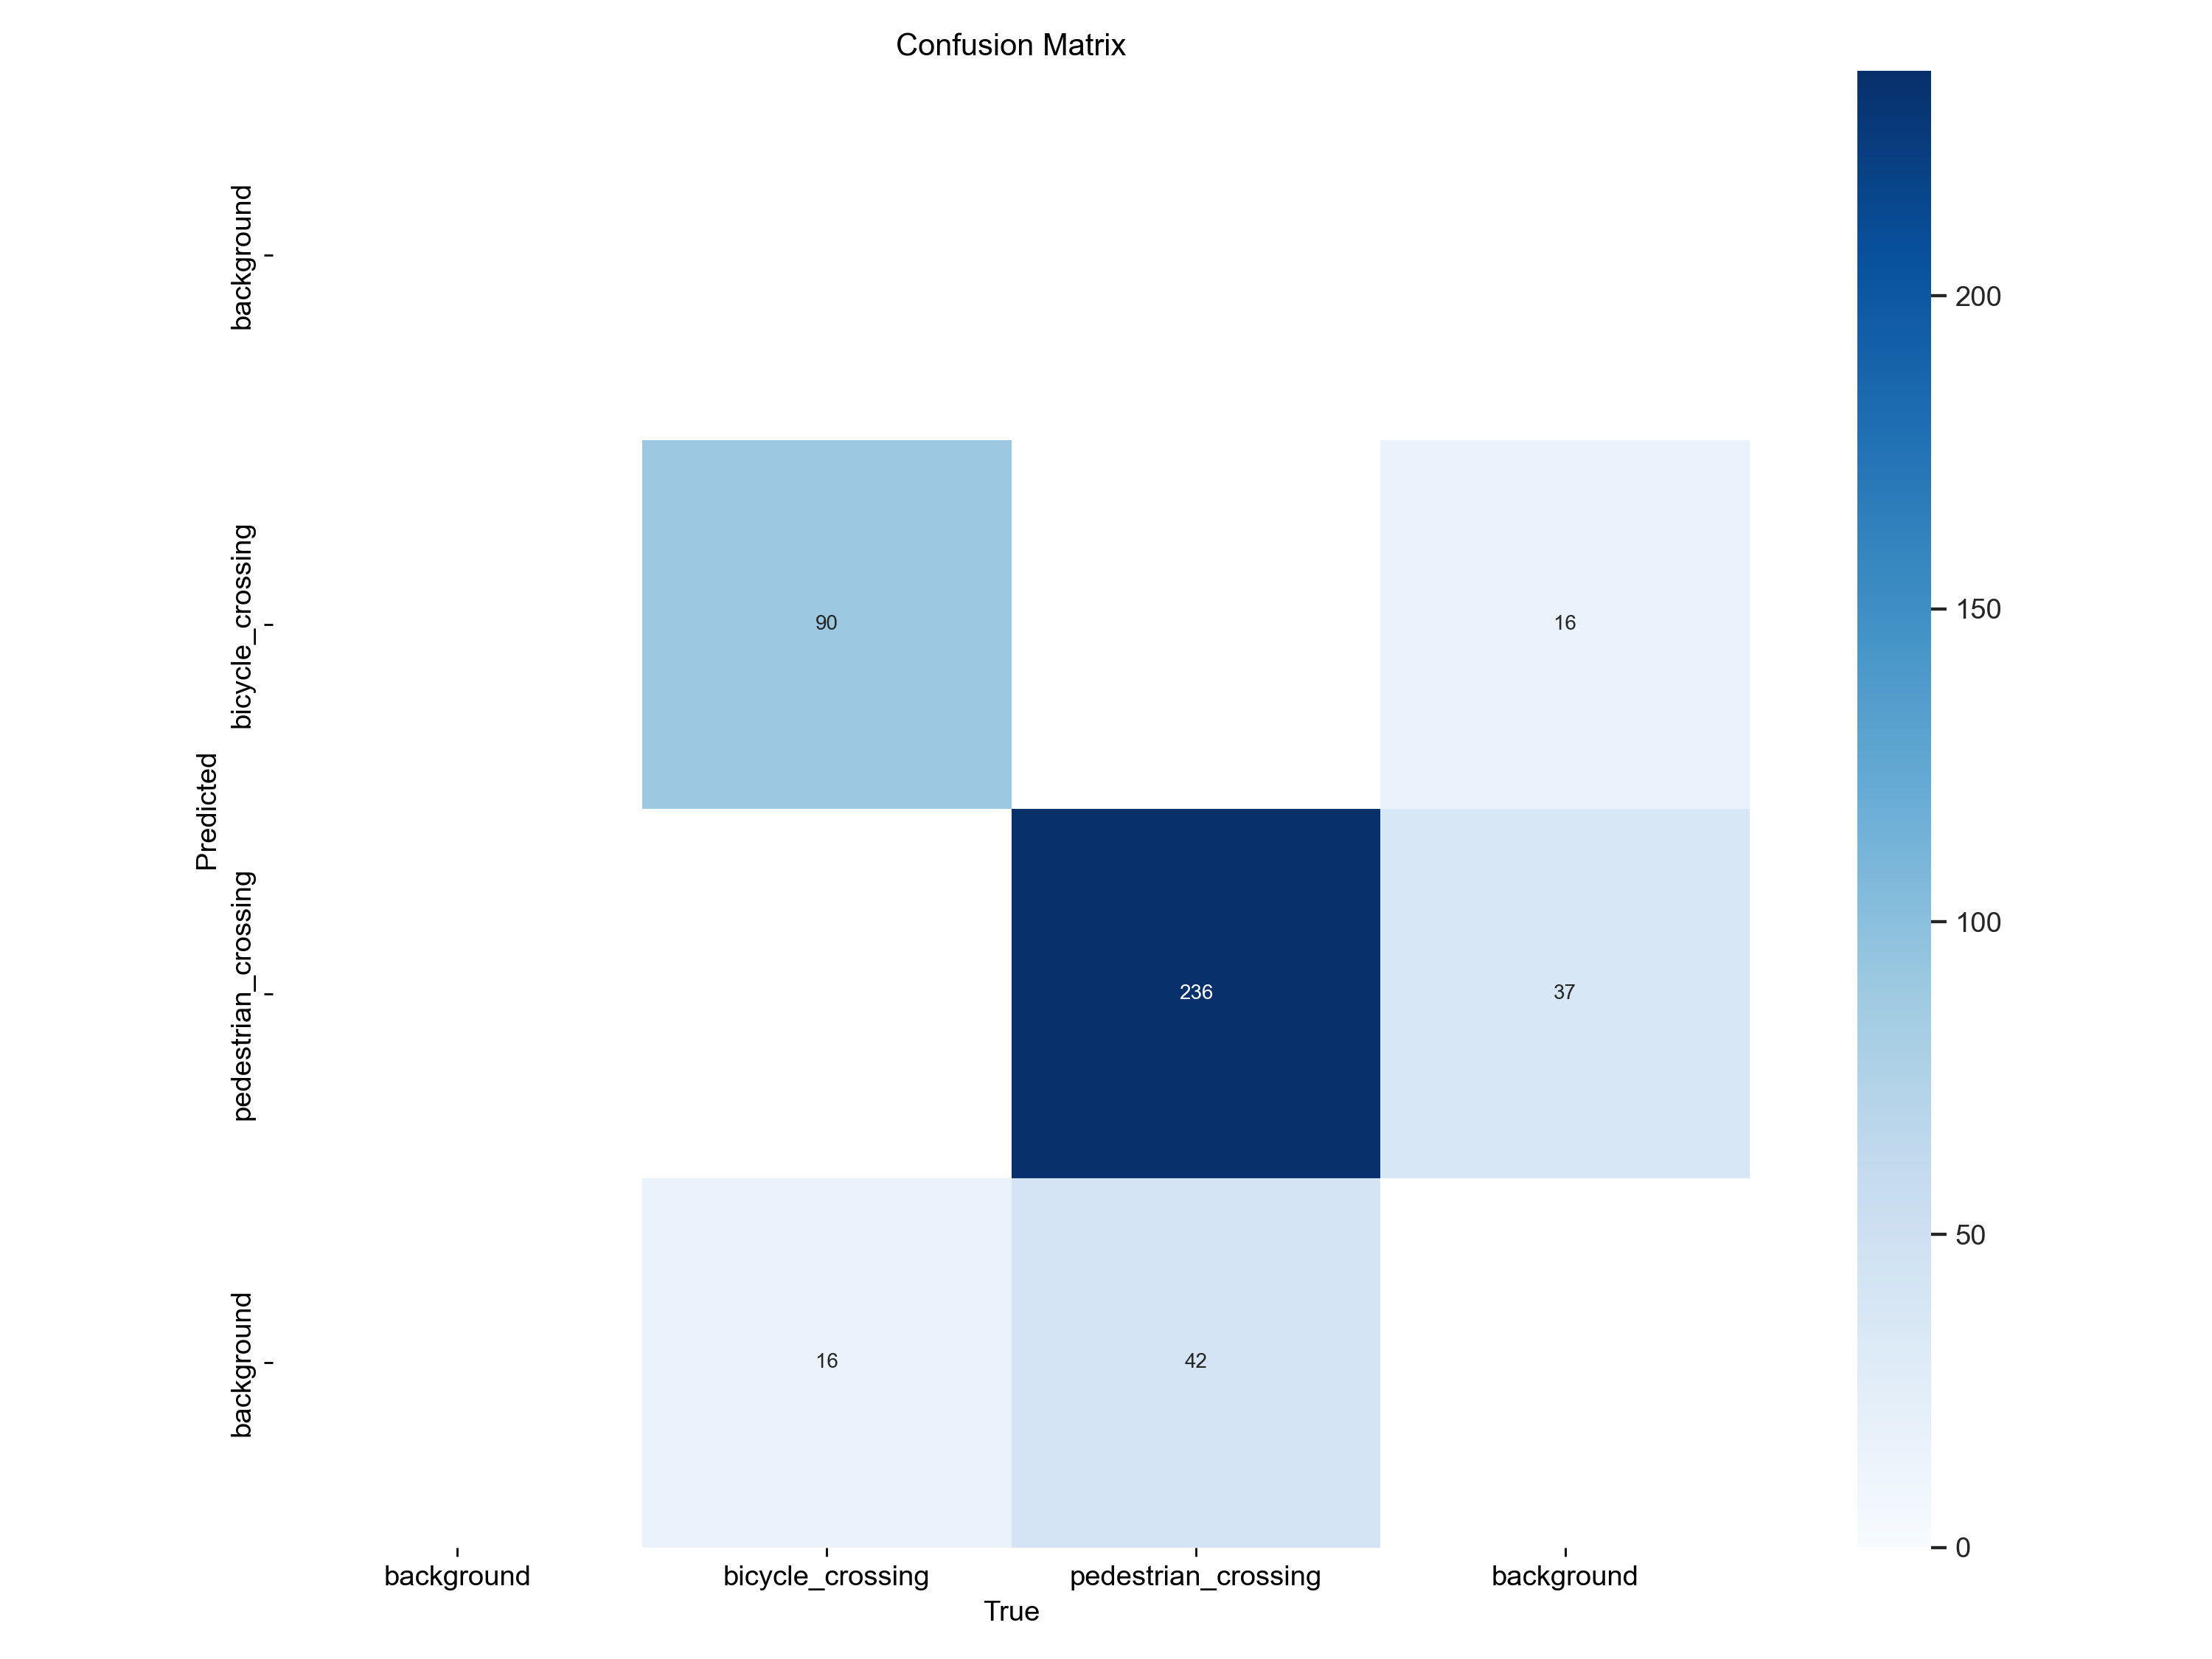 Confusion Matrix
background
bicycle_crossing
90
16
pedestrian_crossing
236
37
background
16
42
Predicted
background
bicycle_crossing
pedestrian_crossing
background
True
200
150
100
50
0